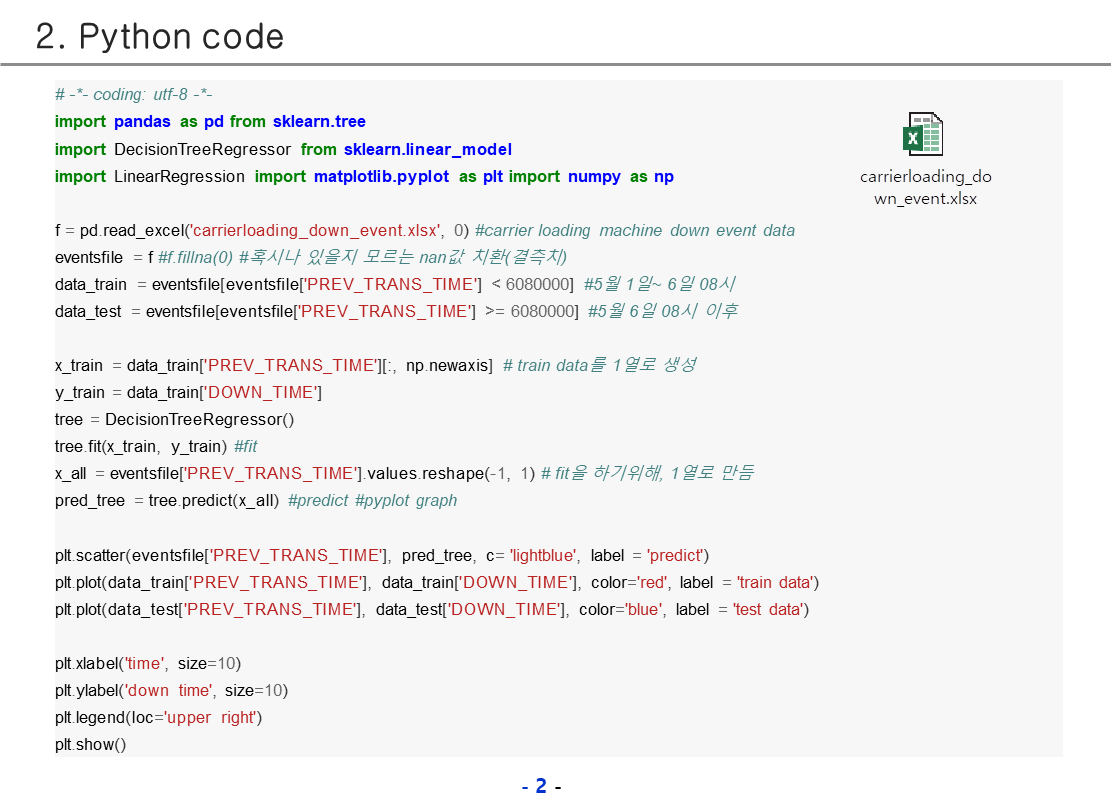 2. Python code
# -*- coding: utf-8 -*-
import pandas as pd from sklearn.tree
import DecisionTreeRegressor from sklearn.linear_model
import LinearRegression import matplotlib.pyplot as plt import numpy as np
carrierloading_do
wn_event.xlsx
f = pd.read_excel('carrierloading_down_event.xlsx', 0) #carrier loading machine down event data
eventsfile = f #f.fillna(0) #혹시나 있을지 모르는 nan값 치환(결측치)
data_train = eventsfile[eventsfile['PREV_TRANS_TIME'] < 6080000] #5월 1일~ 6일 08시
data_test = eventsfile[eventsfile['PREV_TRANS_TIME'] >= 6080000] #5월 6일 08시 이후
x_train = data_train['PREV_TRANS_TIME'][:, np.newaxis] # train data를 1열로 생성
y_train = data_train['DOWN_TIME']
tree = DecisionTreeRegressor()
tree.fit(x_train, y_train) #fit
x_all = eventsfile['PREV_TRANS_TIME'].values.reshape(-1, 1) # fit을 하기위해, 1열로 만듬
pred_tree = tree.predict(x_all) #predict #pyplot graph
plt.scatter(eventsfile['PREV_TRANS_TIME'], pred_tree, c= 'lightblue', label = 'predict')
plt.plot(data_train['PREV_TRANS_TIME'], data_train['DOWN_TIME'], color='red', label = 'train data')
plt.plot(data_test['PREV_TRANS_TIME'], data_test['DOWN_TIME'], color='blue', label = 'test data')
plt.xlabel('time', size=10)
plt.ylabel('down time', size=10)
plt.legend(loc='upper right')
plt.show()
- 2 -